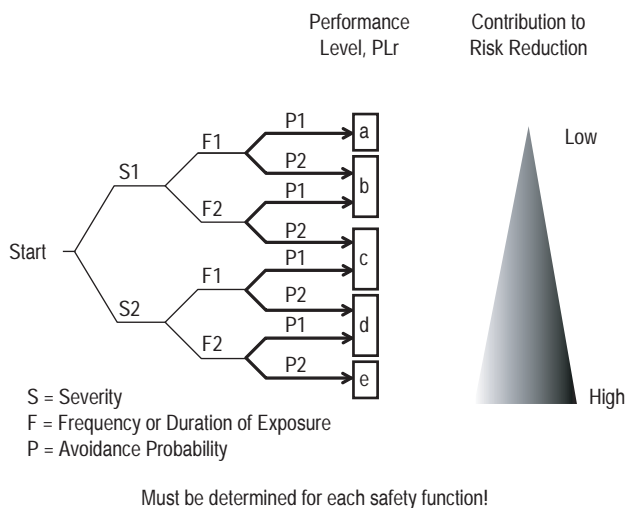 Performance
Level, PLr
Contribution to
Risk Reduction
P1
a
Low
F1
P2
S1
b
P1
F2
P2
Start
c
P1
F1
P2
S2
d
P1
F2
P2
e
S = Severity
High
F = Frequency or Duration of Exposure
P = Avoidance Probability
Must be determined for each safety function!